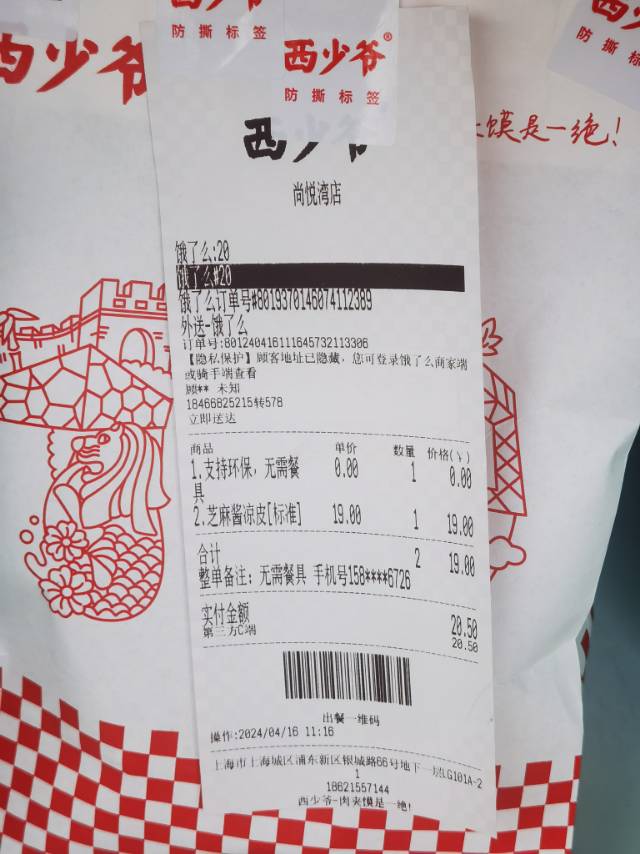 西少爷
防撕标签
西少爷®
防撕标签
西少爷
防撕标
馍是一绝!
西少爷
尚悦湾店
饿了么:20
饿了么#20
饿了么订单号#8019370146074112389
外送-饿了么
订单号:801240416111645732113306
【隐私保护】顾客地址已隐藏,您可登录饿了么商家端
或骑手端查看
顾** 未知
18466825215转578
立即送达
商品 单价 数量 价格(¥)
1.支持环保,无需餐 0.00 1 0.00
具
2.芝麻酱凉皮[标准] 19.00 1 19.00
合计 2 19.00
整单备注:无需餐具 手机号158****6726
实付金额 20.50
第三方C端 20.50
出餐一维码
操作:2024/04/16 11:16
上海市上海城区浦东新区银城路66号地下一层LG101A-2
1
18621557144
西少爷-肉夹馍是一绝!